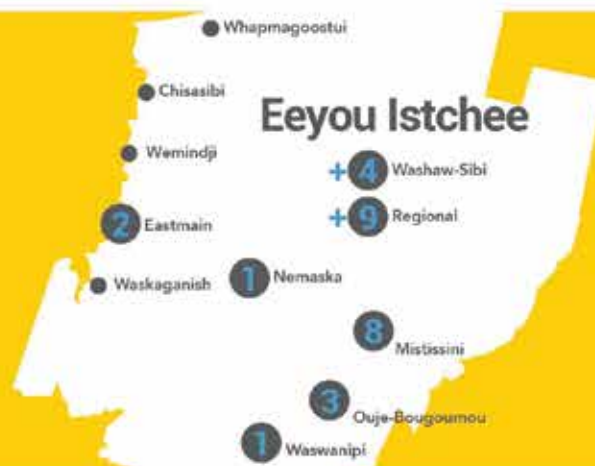 Whapmagoostui
Chisasibi
Eeyou Istchee
Wemindji
+ 4 Washaw-Sibi
+ 9 Regional
2 Eastmain
1 Nemaska
Waskaganish
8 Mistissini
3 Ouje-Bougoumou
1 Waswanipi